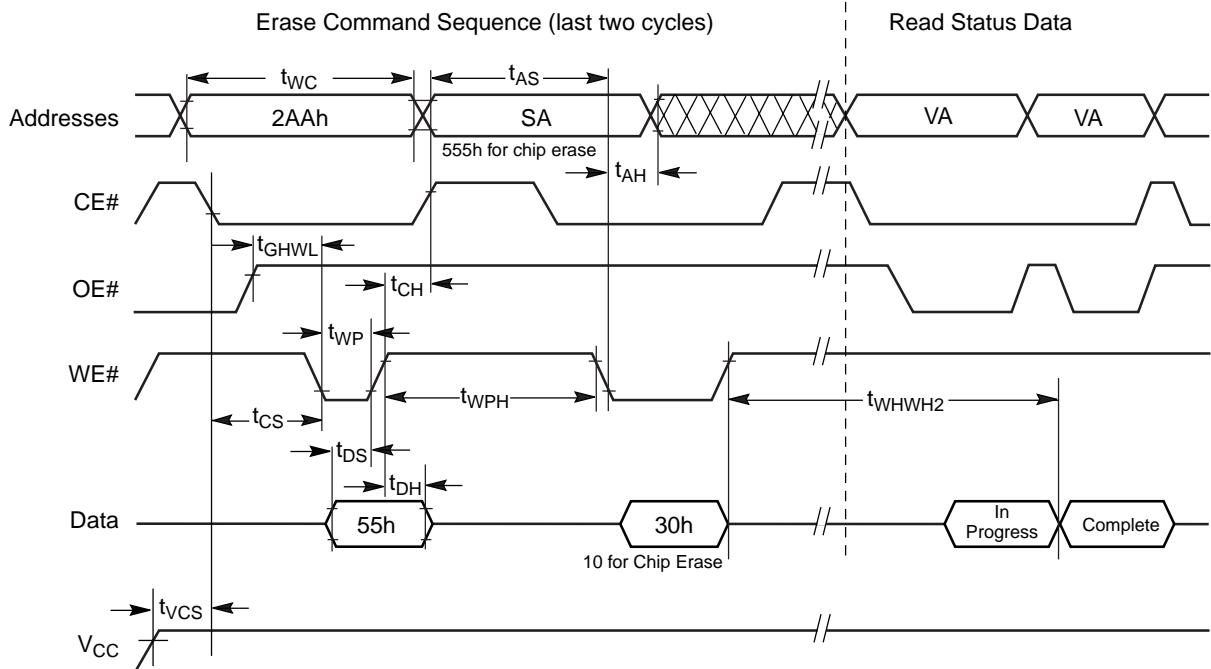 Erase Command Sequence (last two cycles)
Read Status Data
tWC
tAS
Addresses
2AAh
SA
VA
VA
555h for chip erase
tAH
CE#
tGHWL
OE#
tCH
tWP
WE#
tWPH
tWHWH2
tCS
tDS
tDH
Data
55h
30h
In
Progress
Complete
10 for Chip Erase
tVCS
VCC